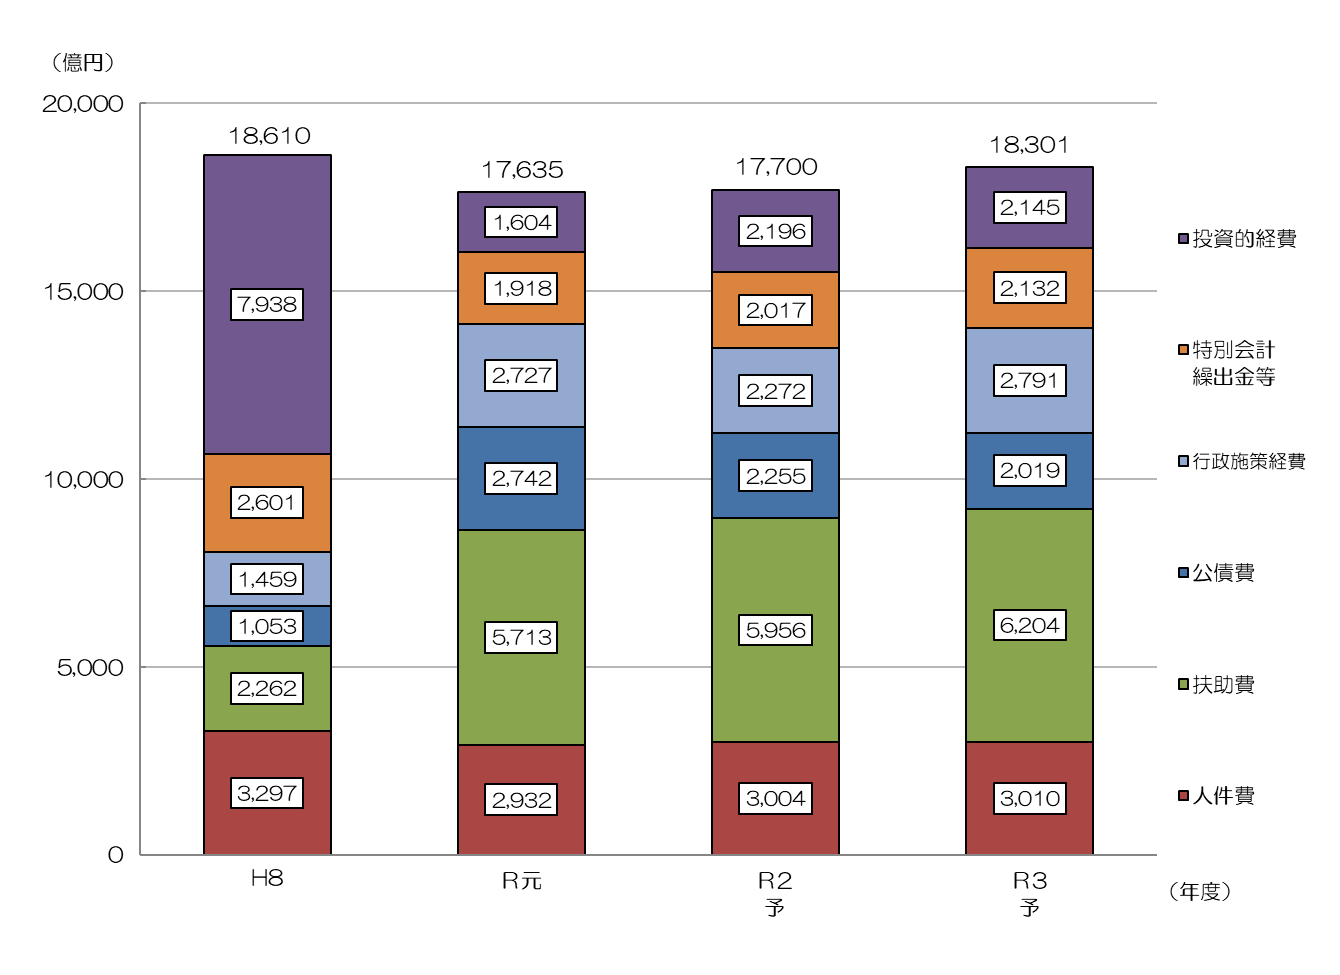 （億円）
20,000
15,000
10,000
5,000
0
18,610
7,938
2,601
1,459
1,053
2,262
3,297
H8
17,635
1,604
1,918
2,727
2,742
5,713
2,932
R元
17,700
2,196
2,017
2,272
2,255
5,956
3,004
R2
予
18,301
2,145
2,132
2,791
2,019
6,204
3,010
R3
予
（年度）
投資的経費
特別会計
繰出金等
行政施策経費
公債費
扶助費
人件費